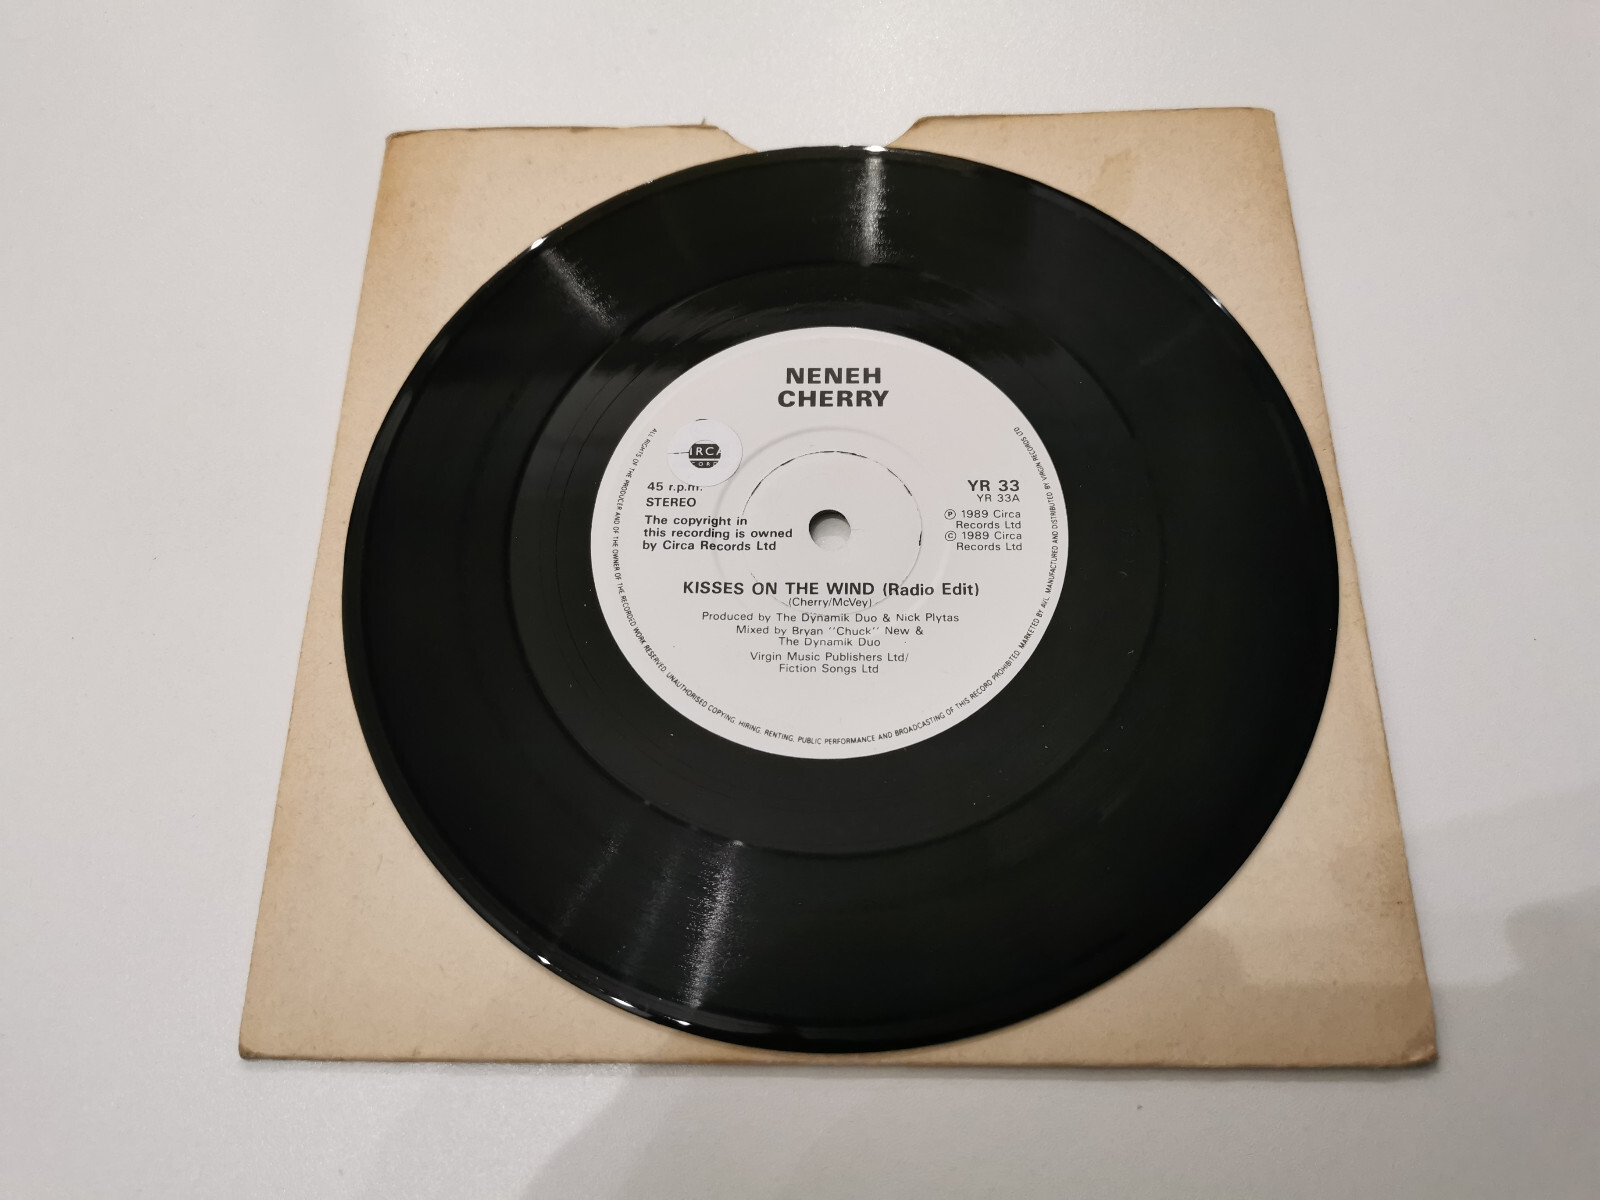 NENEH
CHERRY
IRCA
45 r.p.m.
STEREO
The copyright in
this recording is owned
by Circa Records Ltd
YR 33
YR 33A
Ⓟ 1989 Circa
Records Ltd
© 1989 Circa
Records Ltd
KISSES ON THE WIND (Radio Edit)
(Cherry/McVey)
Produced by The Dynamik Duo & Nick Plytas
Mixed by Bryan "Chuck" New &
The Dynamik Duo
Virgin Music Publishers Ltd/
Fiction Songs Ltd
ALL RIGHTS OF THE PRODUCER AND OF THE OWNER OF THE RECORDED WORK RESERVED. UNAUTHORISED COPYING, HIRING, RENTING, PUBLIC PERFORMANCE AND BROADCASTING OF THIS RECORD PROHIBITED. MARKETED BY AVL. MANUFACTURED AND DISTRIBUTED BY VIRGIN RECORDS LTD